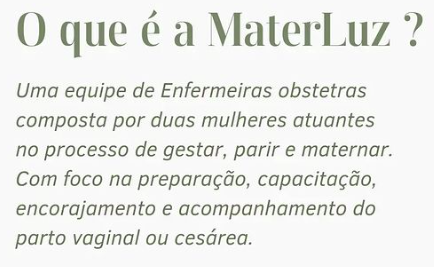 O que é a MaterLuz ?
Uma equipe de Enfermeiras obstetras
composta por duas mulheres atuantes
no processo de gestar, parir e maternar.
Com foco na preparação, capacitação,
encorajamento e acompanhamento do
parto vaginal ou cesárea.